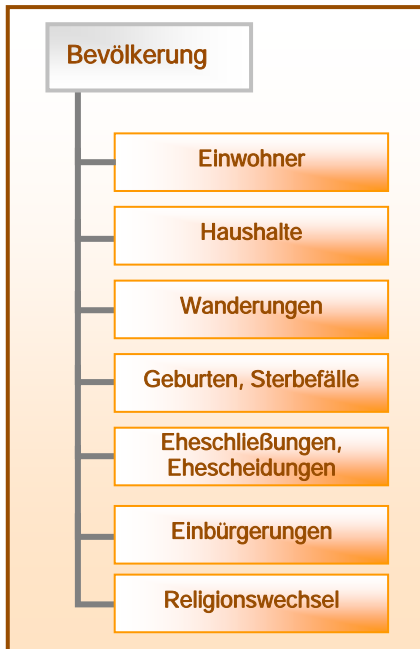 Bevölkerung
Einwohner
Haushalte
Wanderungen
Geburten, Sterbefälle
Eheschließungen,
Ehescheidungen
Einbürgerungen
Religionswechsel